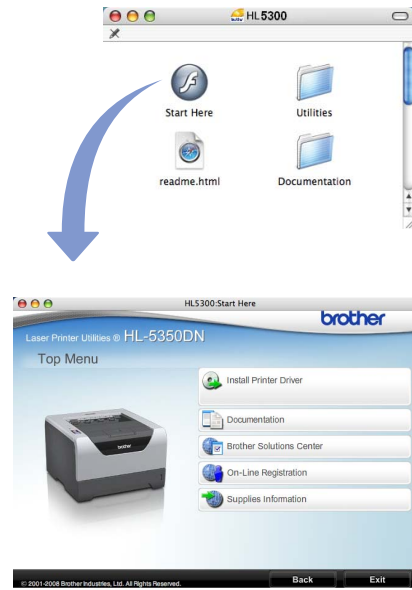 HL5300
Start Here
Utilities
readme.html
Documentation
HL5300:Start Here
brother
Laser Printer Utilities ® HL-5350DN
Top Menu
Install Printer Driver
Documentation
Brother Solutions Center
On-Line Registration
Supplies Information
brother
© 2001-2008 Brother Industries, Ltd. All Rights Reserved.
Back
Exit